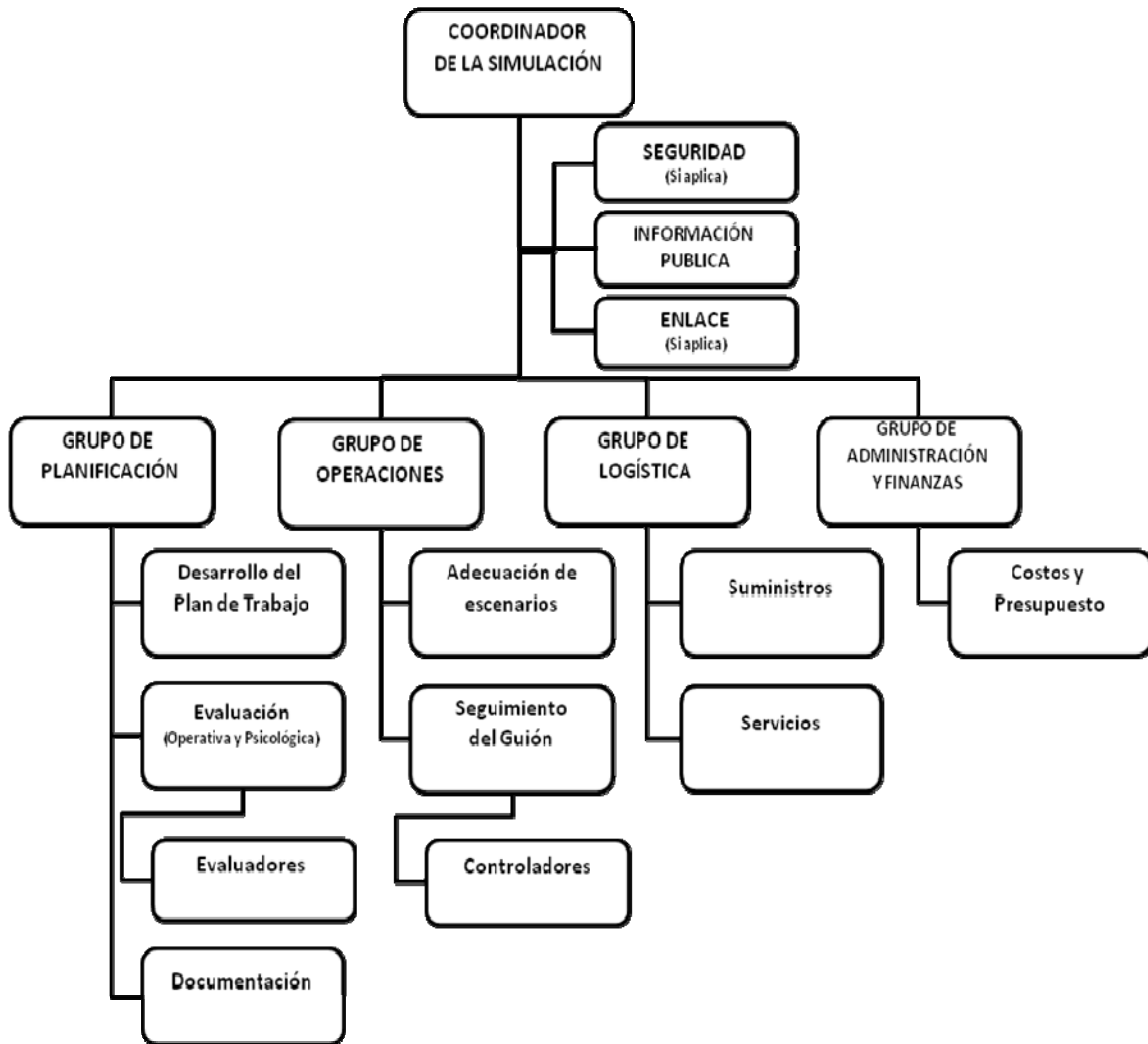 COORDINADOR
DE LA SIMULACIÓN
SEGURIDAD
(Si aplica)
INFORMACIÓN
PUBLICA
ENLACE
(Si aplica)
GRUPO DE
PLANIFICACIÓN
GRUPO DE
OPERACIONES
GRUPO DE
LOGÍSTICA
GRUPO DE
ADMINISTRACIÓN
Y FINANZAS
Desarrollo del
Plan de Trabajo
Adecuación de
escenarios
Suministros
Costos y
Presupuesto
Evaluación
(Operativa y Psicológica)
Seguimiento
del Guión
Servicios
Evaluadores
Controladores
Documentación